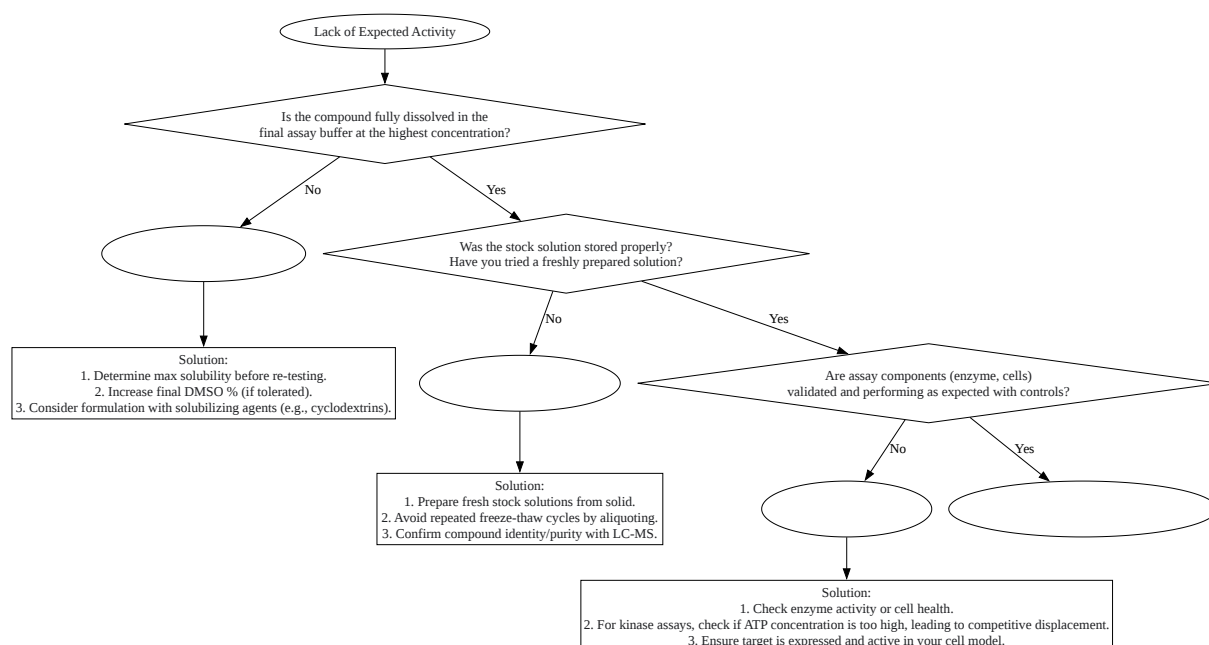 Lack of Expected Activity
Is the compound fully dissolved in the
final assay buffer at the highest concentration?
No
Yes
Was the stock solution stored properly?
Have you tried a freshly prepared solution?
No
Yes
Solution:
1. Determine max solubility before re-testing.
2. Increase final DMSO % (if tolerated).
3. Consider formulation with solubilizing agents (e.g., cyclodextrins).
Are assay components (enzyme, cells)
validated and performing as expected with controls?
No
Yes
Solution:
1. Prepare fresh stock solutions from solid.
2. Avoid repeated freeze-thaw cycles by aliquoting.
3. Confirm compound identity/purity with LC-MS.
Solution:
1. Check enzyme activity or cell health.
2. For kinase assays, check if ATP concentration is too high, leading to competitive displacement.
3. Ensure target is expressed and active in your cell model.